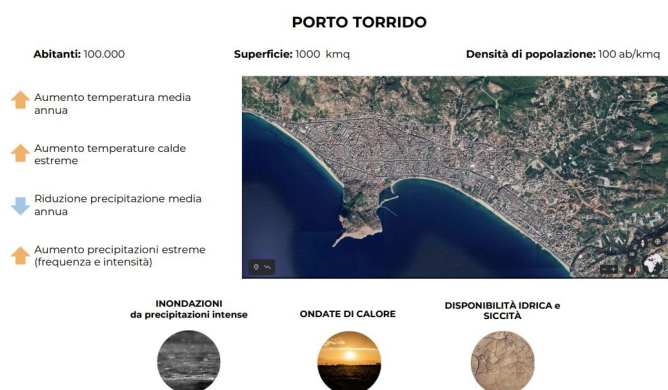 PORTO TORRIDO
Abitanti: 100.000
Superficie: 1000 kmq
Densità di popolazione: 100 ab/kmq
Aumento temperatura media
annua
Aumento temperature calde
estreme
Riduzione precipitazione media
annua
Aumento precipitazioni estreme
(frequenza e intensità)
INONDAZIONI
da precipitazioni intense
ONDATE DI CALORE
DISPONIBILITÀ IDRICA e
SICCITÀ